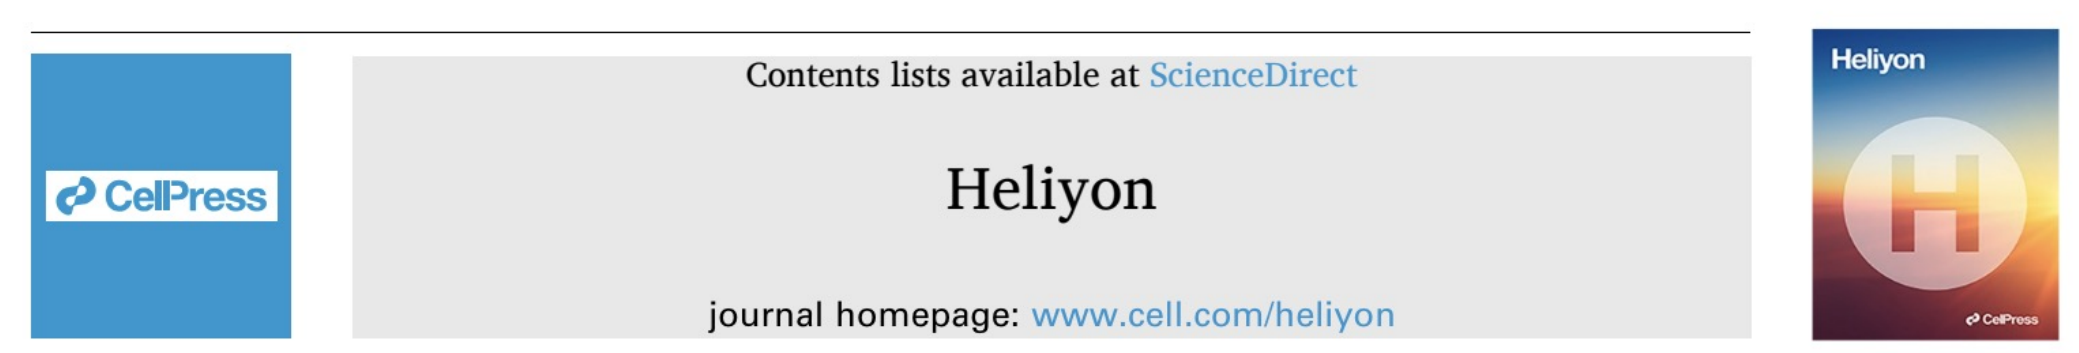 CellPress
Contents lists available at ScienceDirect
Heliyon
journal homepage: www.cell.com/heliyon
Heliyon
H
CellPress